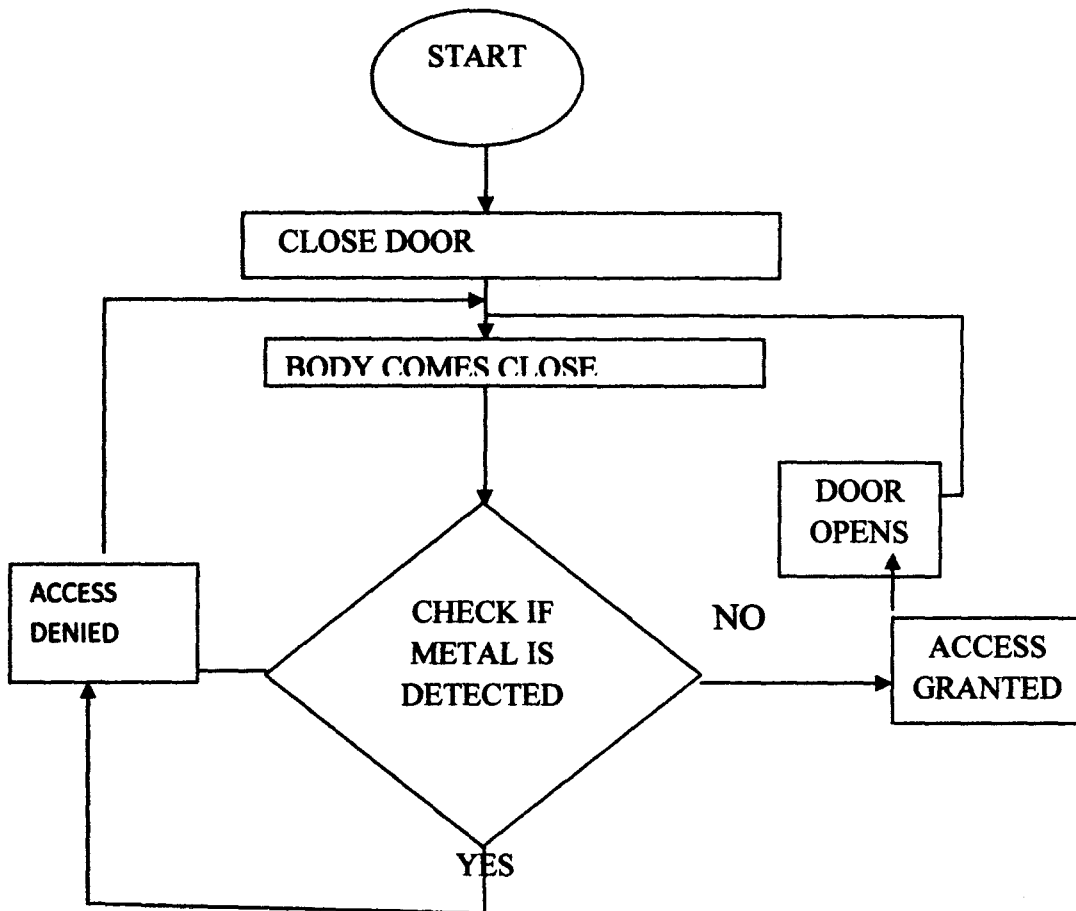 START
CLOSE DOOR
BODY COMES CLOSE
DOOR
OPENS
ACCESS
DENIED
CHECK IF
METAL IS
DETECTED
NO
ACCESS
GRANTED
YES